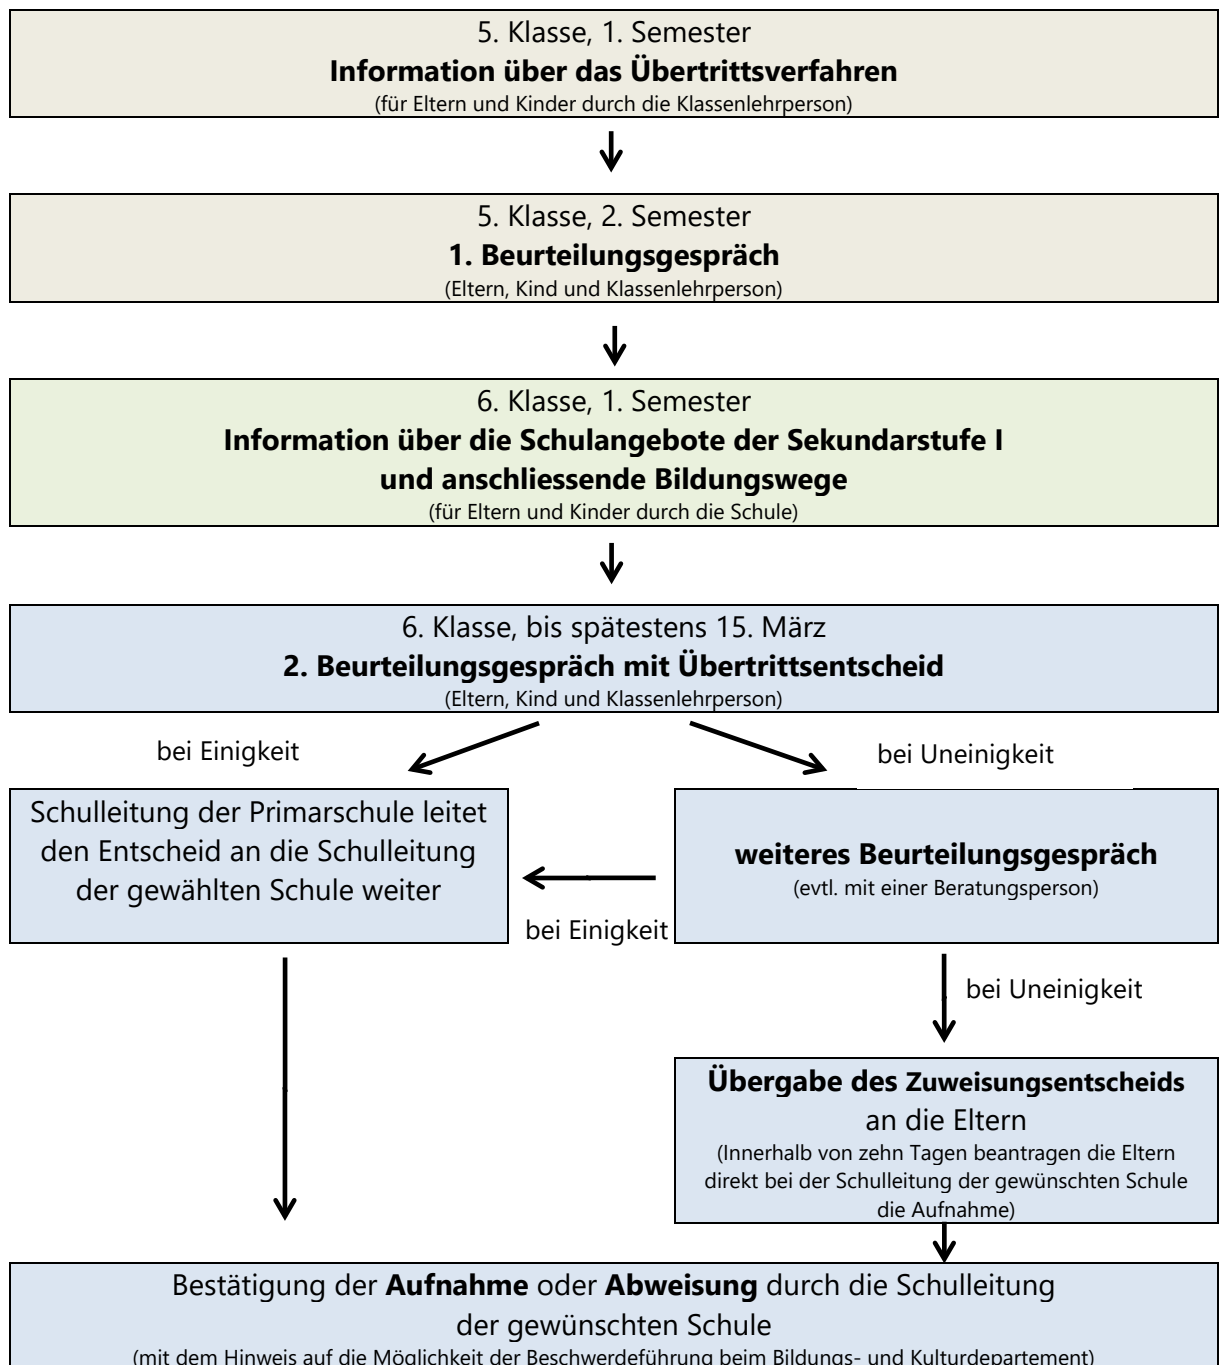 5. Klasse, 1. Semester
Information über das Übertrittsverfahren
(für Eltern und Kinder durch die Klassenlehrperson)
5. Klasse, 2. Semester
1. Beurteilungsgespräch
(Eltern, Kind und Klassenlehrperson)
6. Klasse, 1. Semester
Information über die Schulangebote der Sekundarstufe I
und anschliessende Bildungswege
(für Eltern und Kinder durch die Schule)
6. Klasse, bis spätestens 15. März
2. Beurteilungsgespräch mit Übertrittsentscheid
(Eltern, Kind und Klassenlehrperson)
bei Einigkeit
bei Uneinigkeit
Schulleitung der Primarschule leitet
den Entscheid an die Schulleitung
der gewählten Schule weiter
weiteres Beurteilungsgespräch
(evtl. mit einer Beratungsperson)
bei Einigkeit
bei Uneinigkeit
Übergabe des Zuweisungsentscheids
an die Eltern
(Innerhalb von zehn Tagen beantragen die Eltern
direkt bei der Schulleitung der gewünschten Schule
die Aufnahme)
Bestätigung der Aufnahme oder Abweisung durch die Schulleitung
der gewünschten Schule
(mit dem Hinweis auf die Möglichkeit der Beschwerdeführung beim Bildungs- und Kulturdepartement)